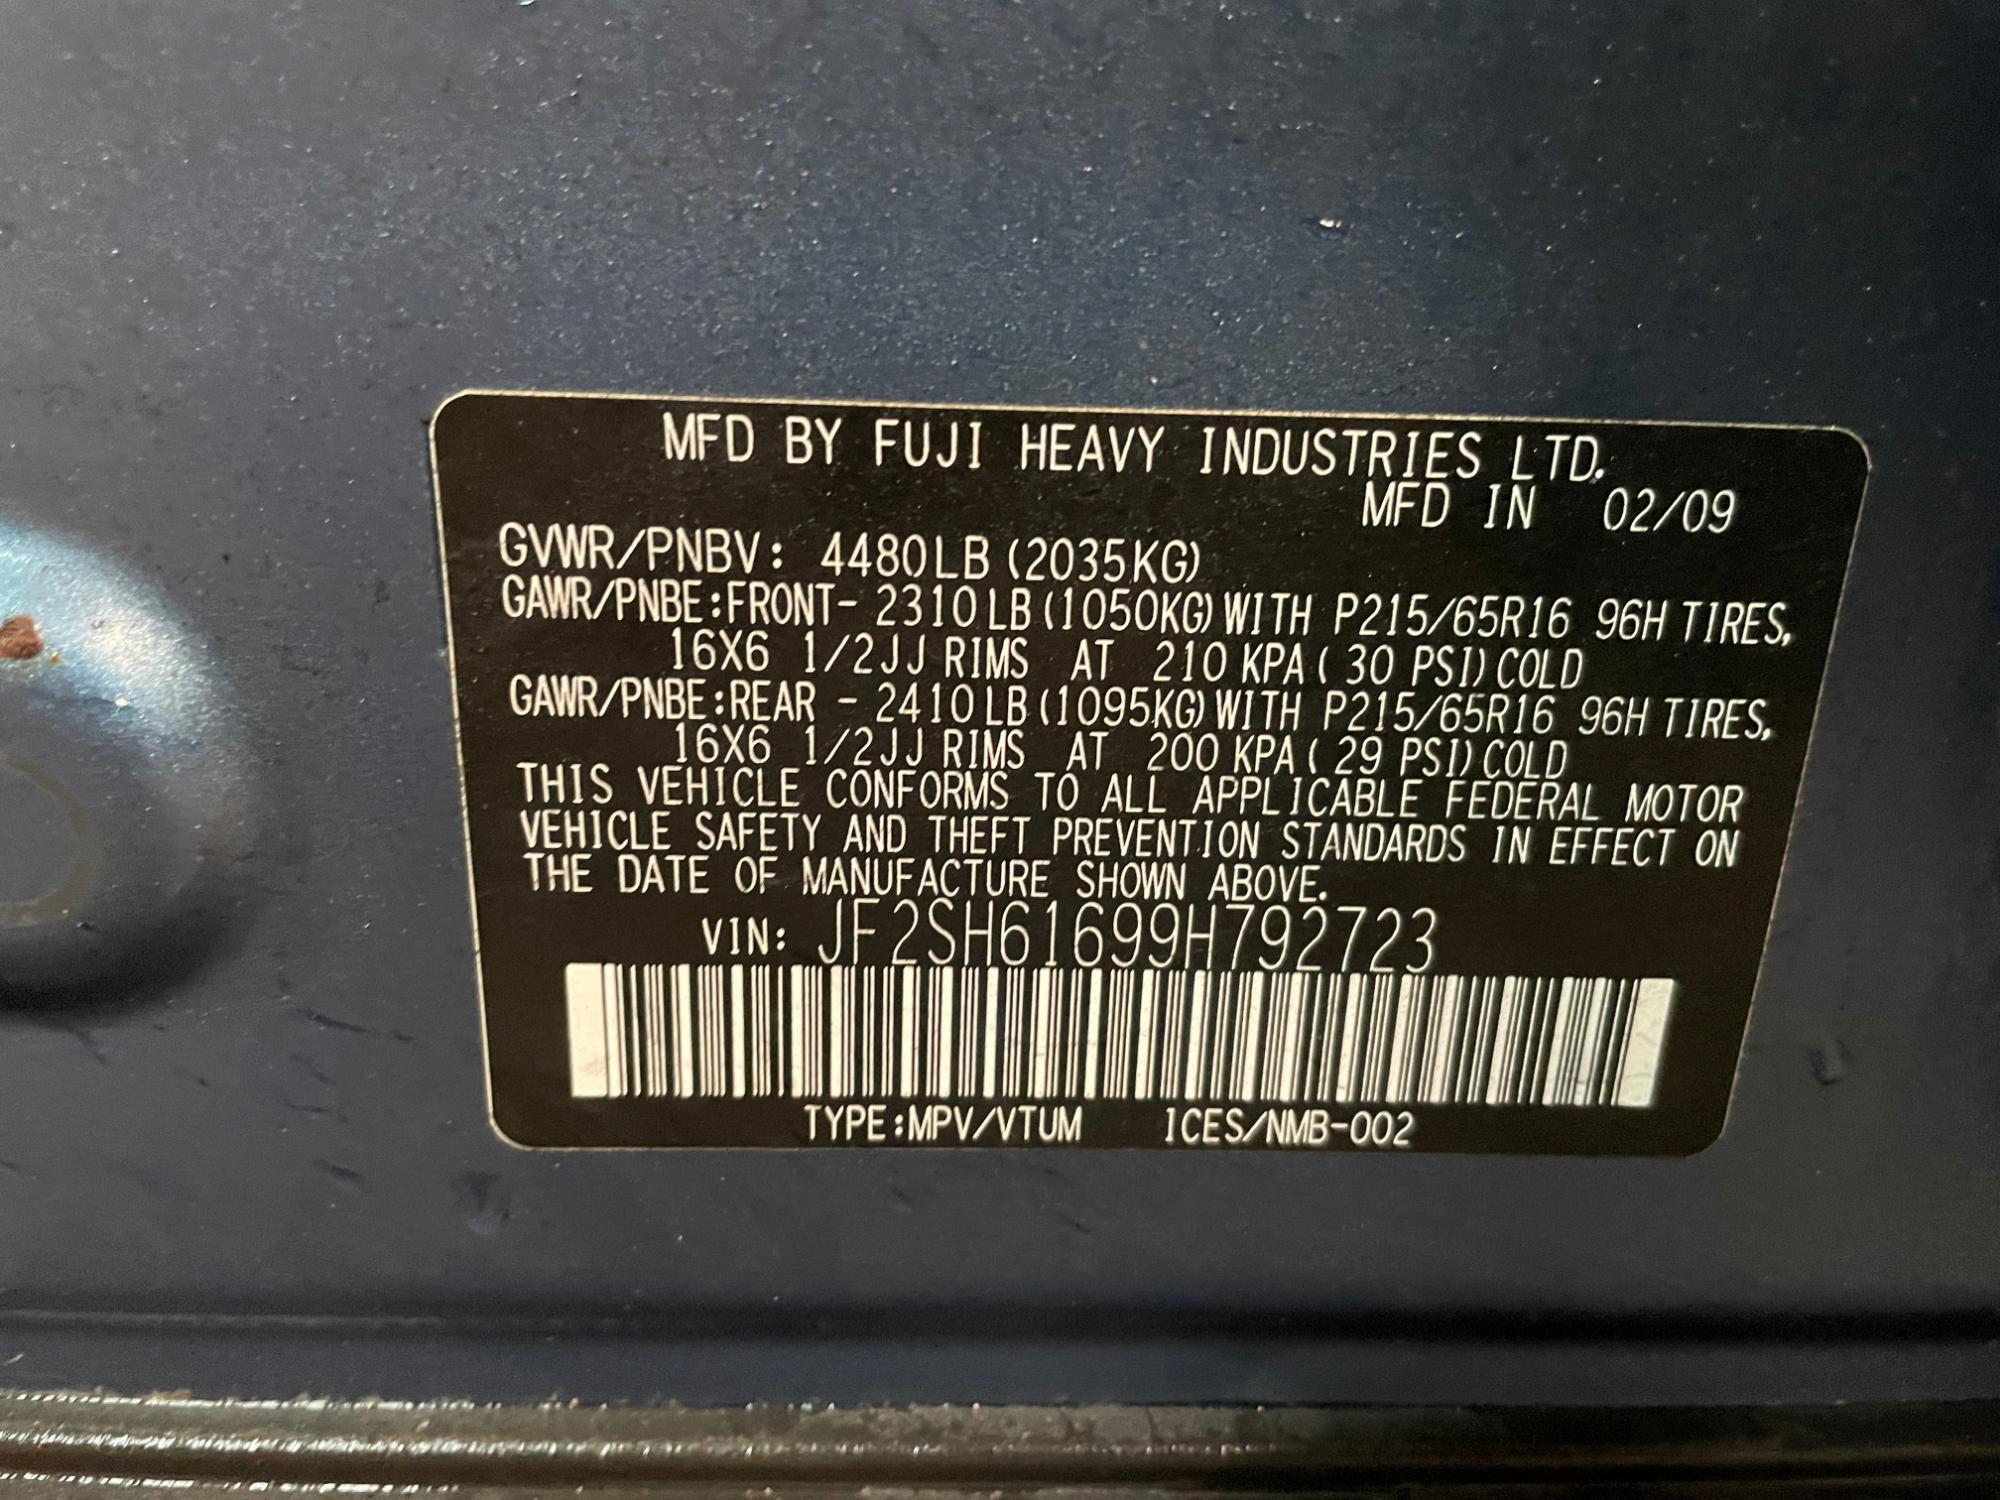 MFD BY FUJI HEAVY INDUSTRIES LTD.
MFD IN 02/09
GVWR/PNBV: 4480LB (2035KG)
GAWR/PNBE:FRONT- 2310LB(1050KG)WITH P215/65R16 96H TIRES,
16X6 1/2JJ RIMS AT 210 KPA( 30 PSI)COLD
GAWR/PNBE:REAR - 2410LB(1095KG)WITH P215/65R16 96H TIRES,
16X6 1/2JJ RIMS AT 200 KPA( 29 PSI)COLD
THIS VEHICLE CONFORMS TO ALL APPLICABLE FEDERAL MOTOR
VEHICLE SAFETY AND THEFT PREVENTION STANDARDS IN EFFECT ON
THE DATE OF MANUFACTURE SHOWN ABOVE.
VIN: JF2SH61699H792723
TYPE:MPV/VTUM ICES/NMB-002